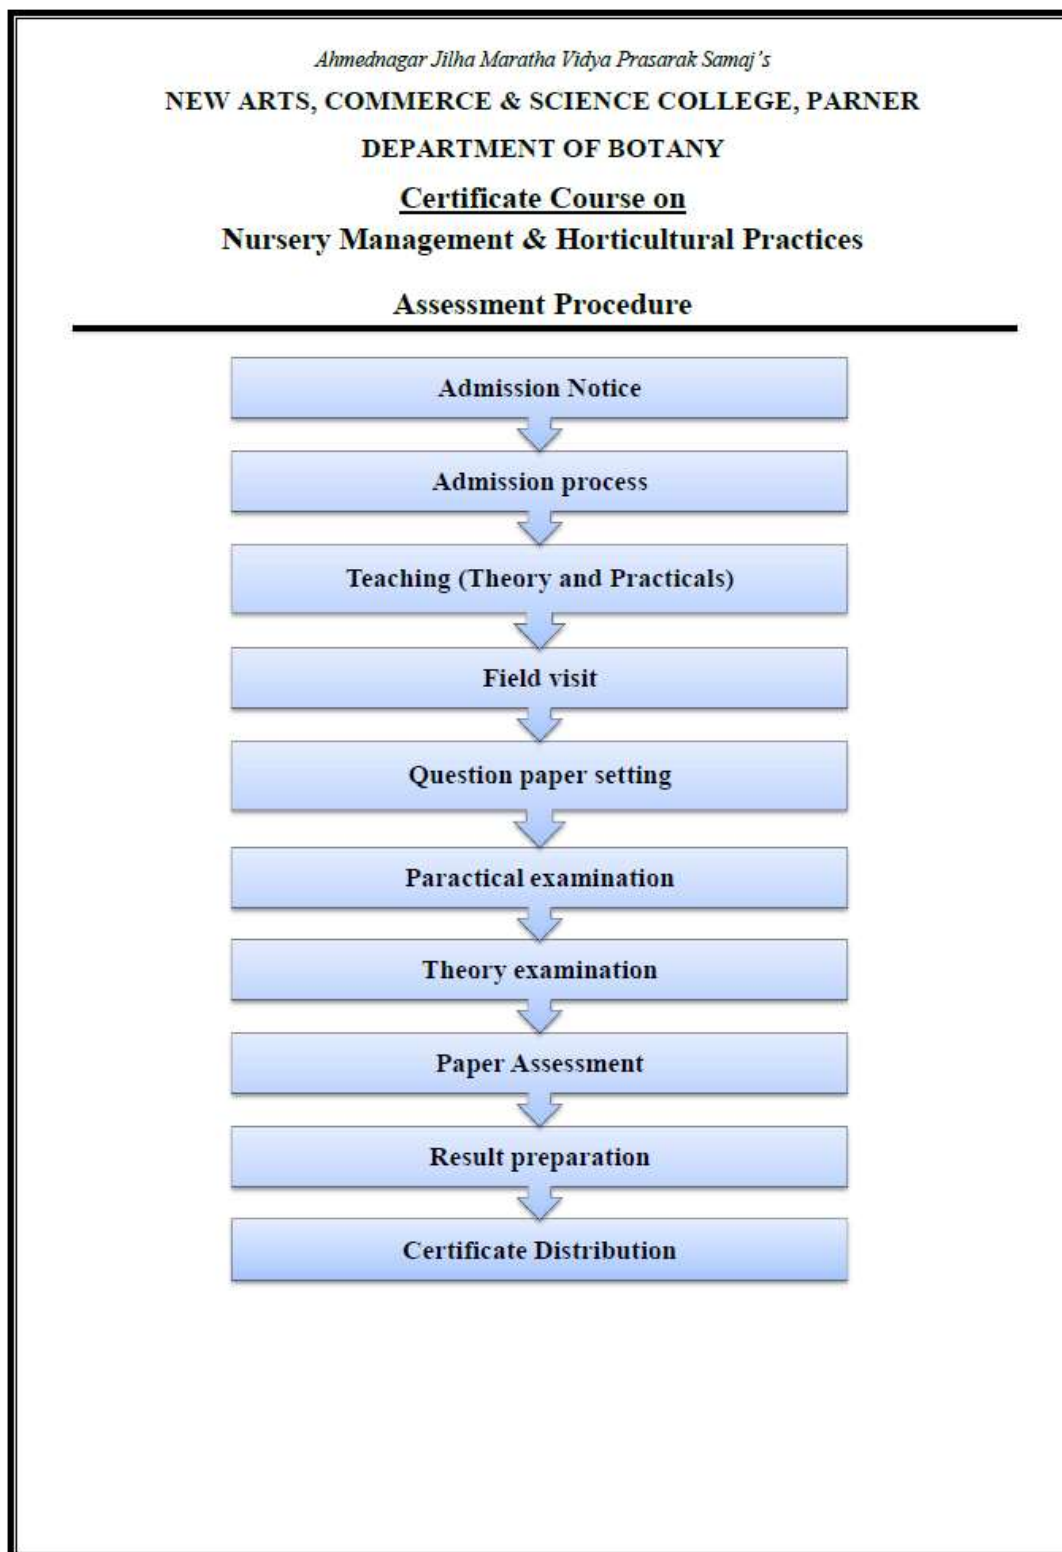 Ahmednagar Jilha Maratha Vidya Prasarak Samaj's
NEW ARTS, COMMERCE & SCIENCE COLLEGE, PARNER
DEPARTMENT OF BOTANY
Certificate Course on
Nursery Management & Horticultural Practices
Assessment Procedure
Admission Notice
Admission process
Teaching (Theory and Practicals)
Field visit
Question paper setting
Paractical examination
Theory examination
Paper Assessment
Result preparation
Certificate Distribution